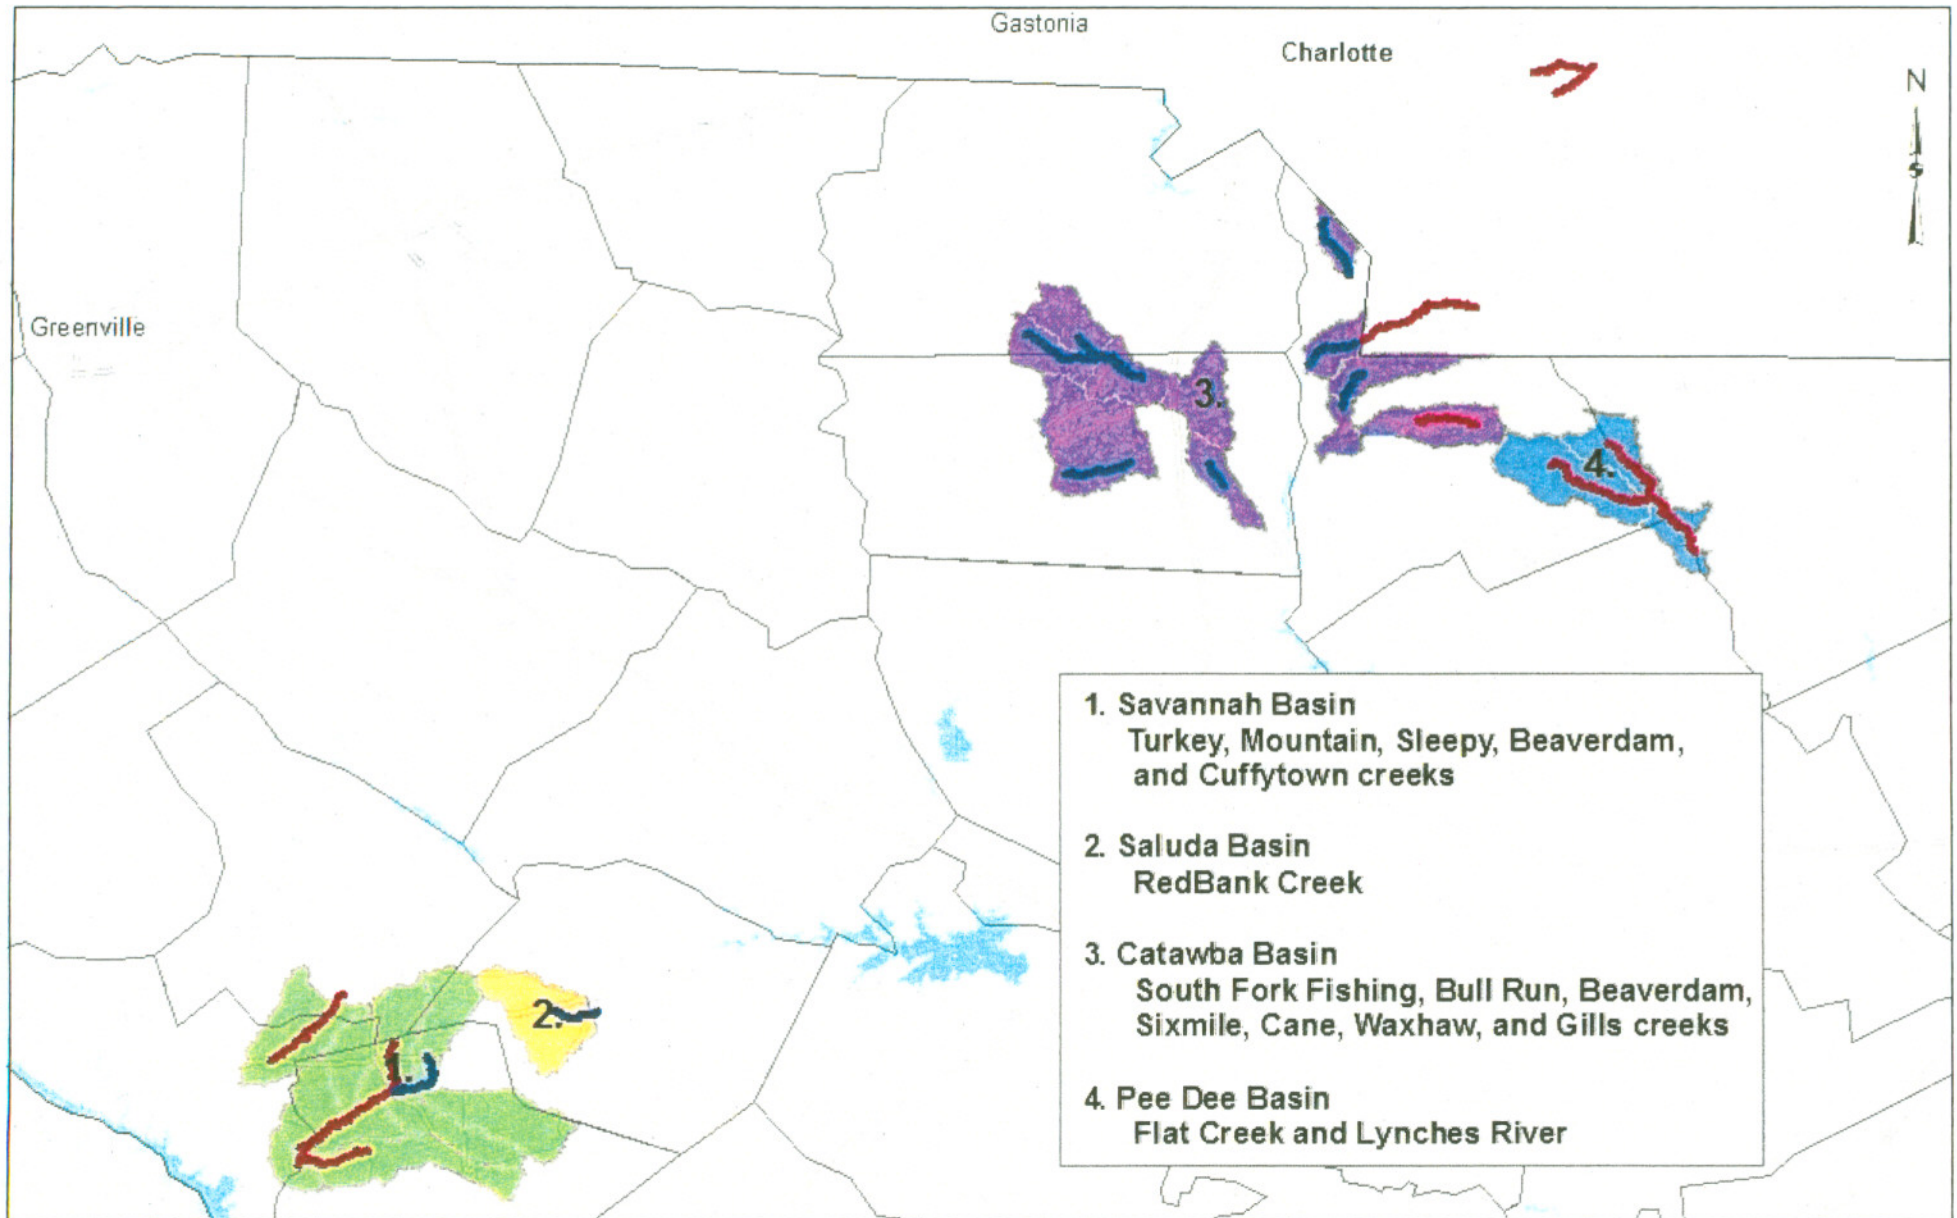 Gastonia
Charlotte
N
Greenville
3.
4.
1. Savannah Basin
Turkey, Mountain, Sleepy, Beaverdam,
and Cuffytown creeks
2. Saluda Basin
RedBank Creek
3. Catawba Basin
South Fork Fishing, Bull Run, Beaverdam,
Sixmile, Cane, Waxhaw, and Gills creeks
4. Pee Dee Basin
Flat Creek and Lynches River
2.
1.